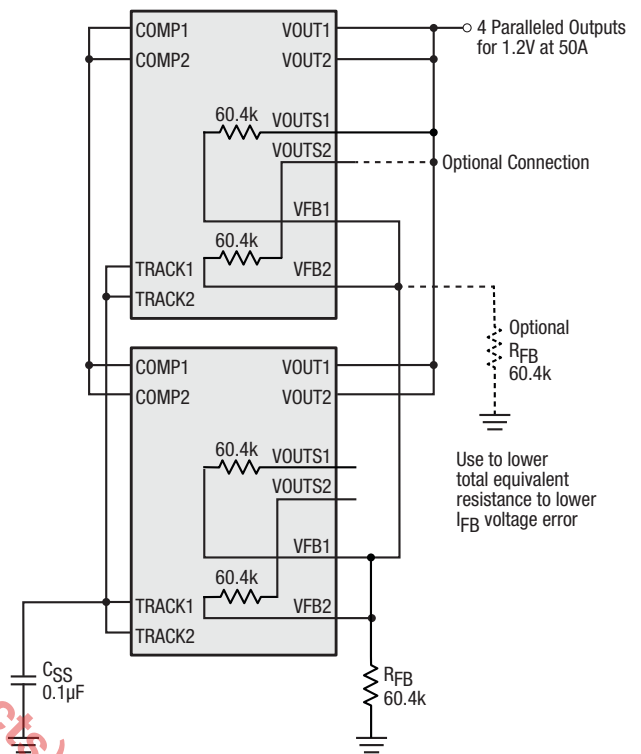 COMP1
VOUT1
4 Paralleled Outputs
for 1.2V at 50A
COMP2
VOUT2
60.4k
VOUTS1
VOUTS2
Optional Connection
VFB1
60.4k
TRACK1
VFB2
TRACK2
Optional
RFB
60.4k
COMP1
VOUT1
COMP2
VOUT2
Use to lower
total equivalent
resistance to lower
IFB voltage error
60.4k
VOUTS1
VOUTS2
VFB1
60.4k
TRACK1
VFB2
TRACK2
CSS
0.1µF
RFB
60.4k